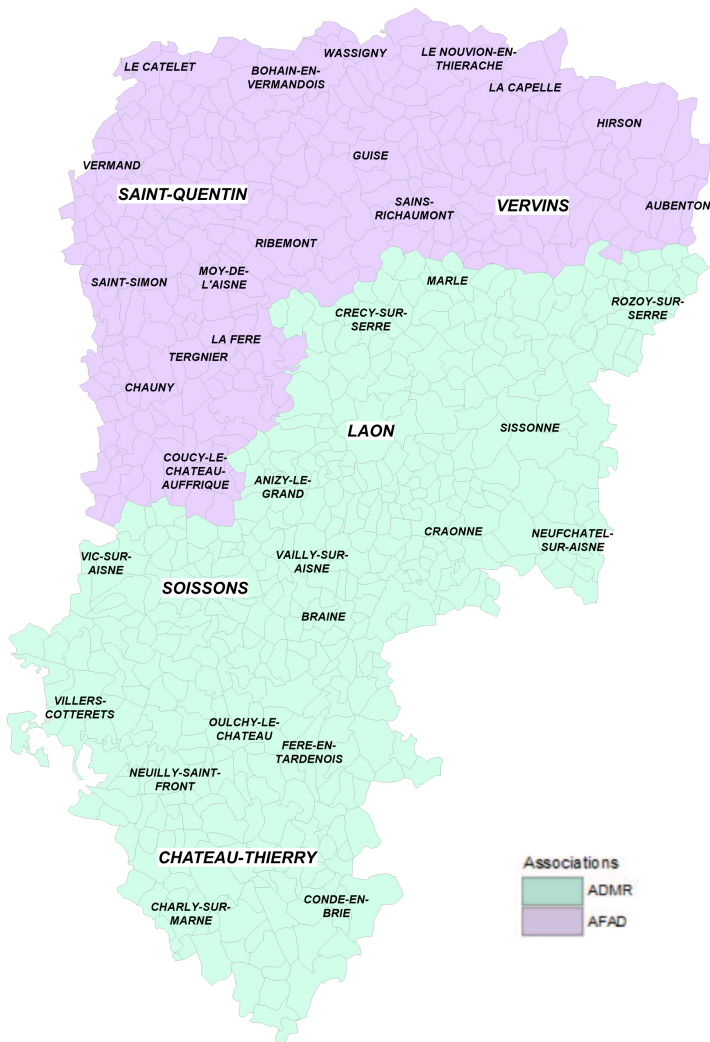 WASSIGNY
LE NOUVION-EN-
THIERACHE
LE CATELET
BOHAIN-EN-
VERMANDOIS
LA CAPELLE
HIRSON
GUISE
VERMAND
SAINT-QUENTIN
SAINS-
RICHAUMONT
VERVINS
AUBENTON
RIBEMONT
SAINT-SIMON
MOY-DE-
L'AISNE
MARLE
ROZOY-SUR-
SERRE
CRECY-SUR-
SERRE
LA FERE
TERGNIER
CHAUNY
LAON
SISSONNE
COUCY-LE-
CHATEAU-
AUFFRIQUE
ANIZY-LE-
GRAND
CRAONNE
NEUFCHATEL-
SUR-AISNE
VIC-SUR-
AISNE
VAILLY-SUR-
AISNE
SOISSONS
BRAINE
VILLERS-
COTTERETS
OULCHY-LE-
CHATEAU
FERE-EN-
TARDENOIS
NEUILLY-SAINT-
FRONT
CHATEAU-THIERRY
CHARLY-SUR-
MARNE
CONDE-EN-
BRIE
Associations
ADMR
AFAD